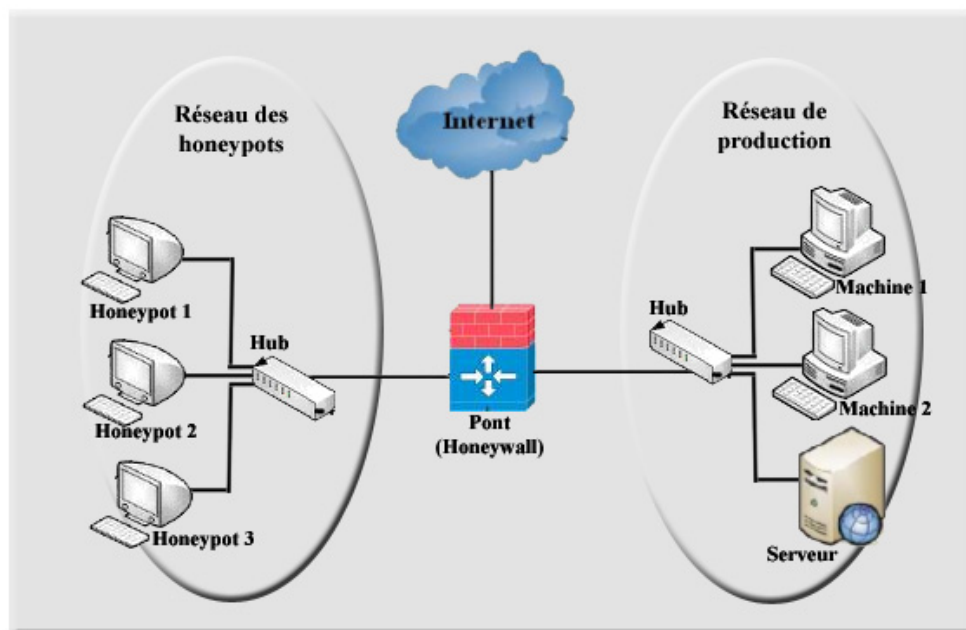 Réseau des
honeypots
Internet
Réseau de
production
Honeypot 1
Hub
Honeypot 2
Honeypot 3
Pont
(Honeywall)
Hub
Machine 1
Machine 2
Serveur